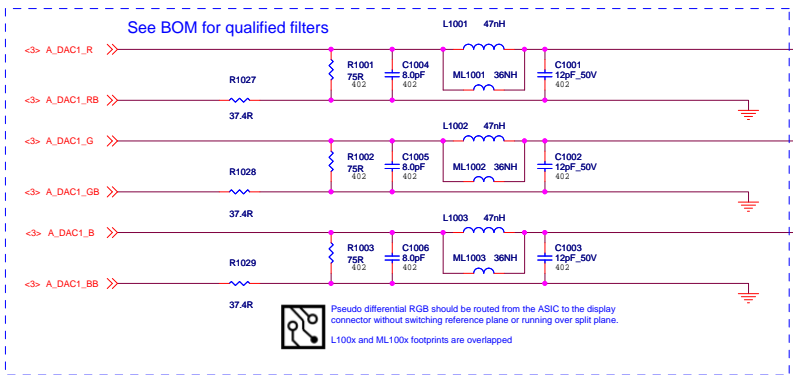 See BOM for qualified filters
L1001 47nH
<3> A_DAC1_R
R1001
75R
402
C1004
8.0pF
402
ML1001 36NH
C1001
12pF_50V
402
R1027
<3> A_DAC1_RB
37.4R
L1002 47nH
<3> A_DAC1_G
R1002
75R
402
C1005
8.0pF
402
ML1002 36NH
C1002
12pF_50V
402
R1028
<3> A_DAC1_GB
37.4R
L1003 47nH
<3> A_DAC1_B
R1003
75R
402
C1006
8.0pF
402
ML1003 36NH
C1003
12pF_50V
402
R1029
<3> A_DAC1_BB
37.4R
Pseudo differential RGB should be routed from the ASIC to the display
connector without switching reference plane or running over split plane.
L100x and ML100x footprints are overlapped